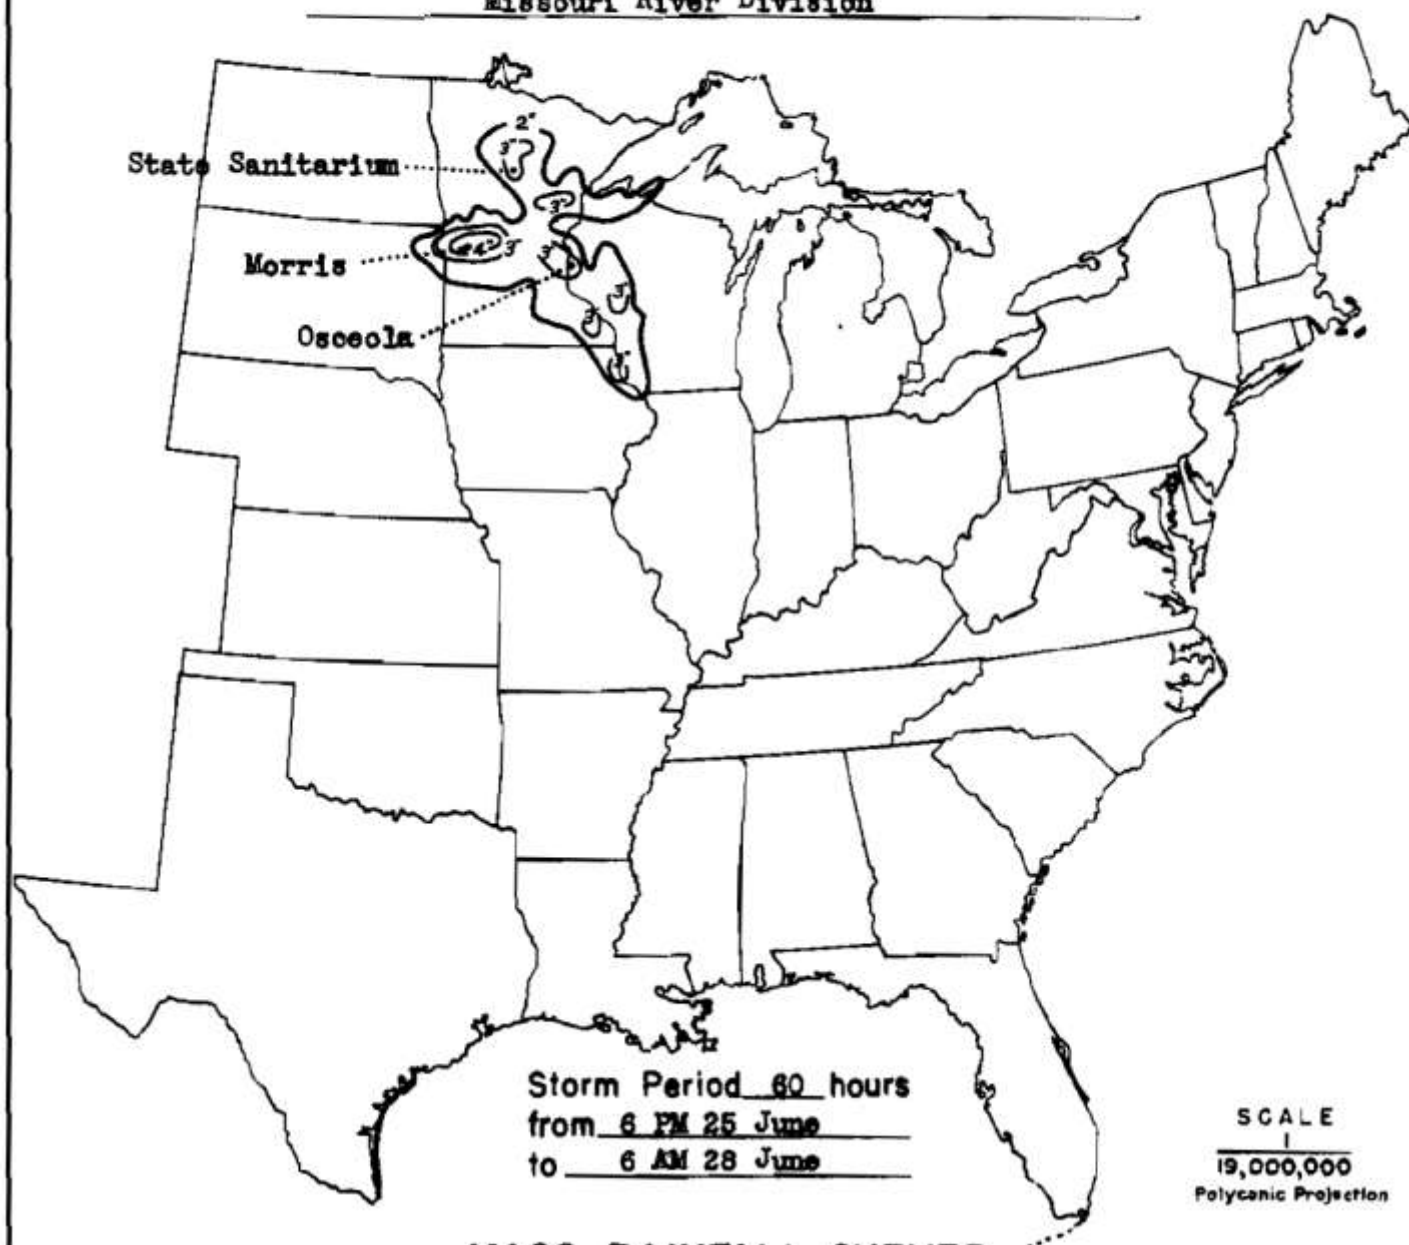 Missouri River Division
2"
3"
State Sanitarium
3"
4" 3"
3"
Morris
3"
Osceola
3"
3"
Storm Period 60 hours
from 6 PM 25 June
to 6 AM 28 June
SCALE
1
19,000,000
Polyconic Projection